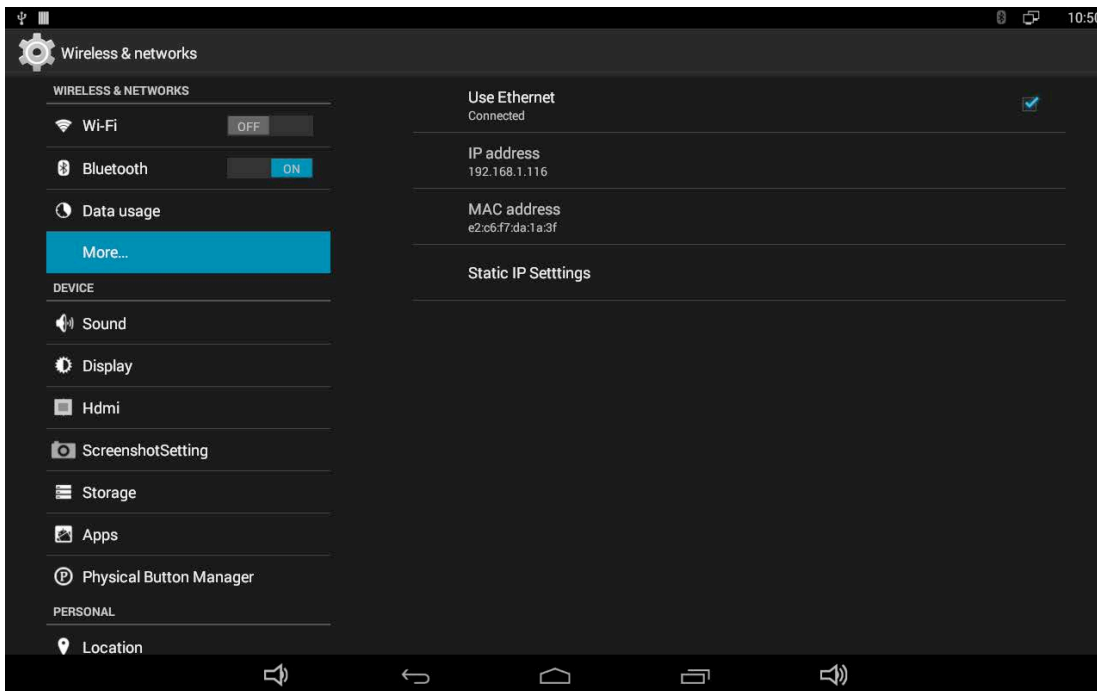 10:50
Wireless & networks
WIRELESS & NETWORKS
Wi-Fi
OFF
Bluetooth
ON
Data usage
More...
DEVICE
Sound
Display
Hdmi
ScreenshotSetting
Storage
Apps
Physical Button Manager
PERSONAL
Location
Use Ethernet
Connected
IP address
192.168.1.116
MAC address
e2:c6:f7:da:1a:3f
Static IP Setttings